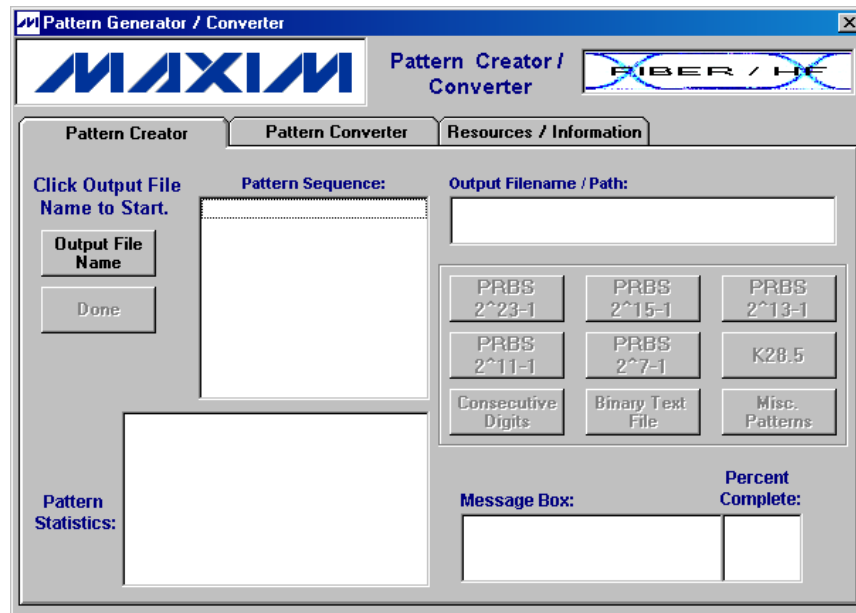 Pattern Generator / Converter
MAXIM
Pattern Creator /
Converter
FIBER / HF
Pattern Creator
Pattern Converter
Resources / Information
Click Output File
Name to Start.
Output File
Name
Done
Pattern Sequence:
Output Filename / Path:
PRBS
2^23-1
PRBS
2^15-1
PRBS
2^13-1
PRBS
2^11-1
PRBS
2^7-1
K28.5
Consecutive
Digits
Binary Text
File
Misc.
Patterns
Pattern
Statistics:
Message Box:
Percent
Complete: